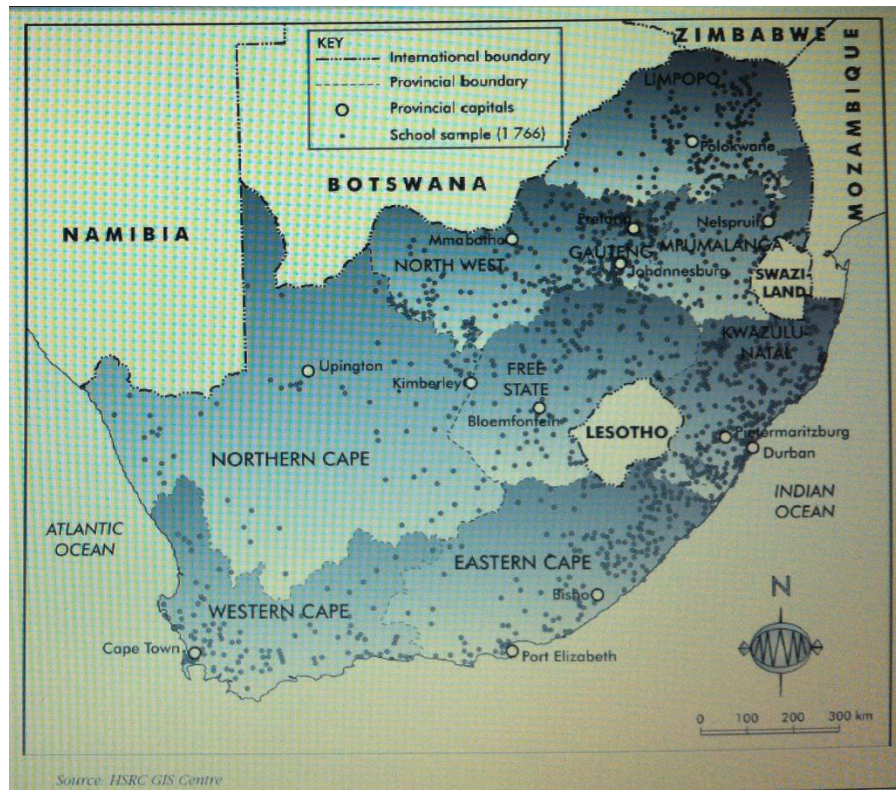 KEY
International boundary
Provincial boundary
Provincial capitals
School sample (1 766)
ZIMBABWE
MOZAMBIQUE
LIMPOPO
Polokwane
BOTSWANA
NAMIBIA
Pretoria
Nelspruit
Mmabatho
NORTH WEST
GAUTENG
MPUMALANGA
Johannesburg
SWAZI-
LAND
KWAZULU-
NATAL
Upington
Kimberley
FREE
STATE
Bloemfontein
LESOTHO
Pietermaritzburg
Durban
NORTHERN CAPE
INDIAN
OCEAN
ATLANTIC
OCEAN
EASTERN CAPE
Bisho
WESTERN CAPE
N
Cape Town
Port Elizabeth
0 100 200 300 km
Source: HSRC GIS Centre